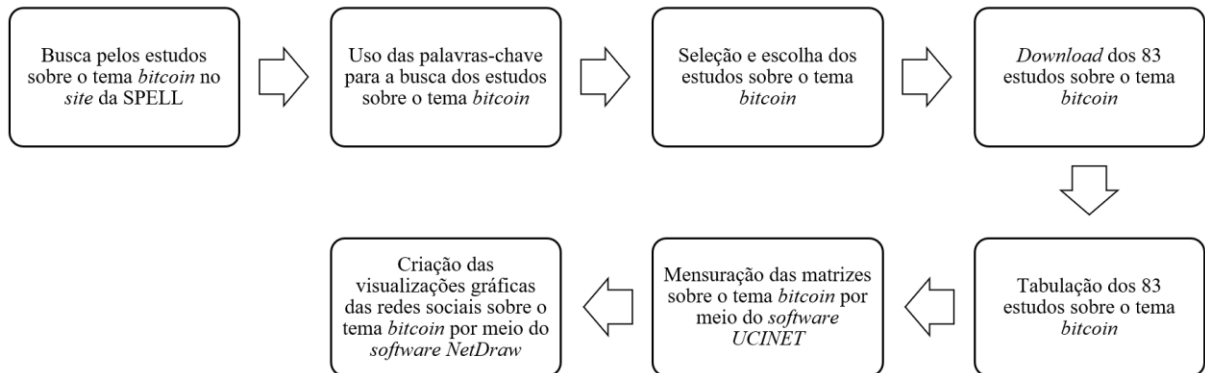 Busca pelos estudos
sobre o tema bitcoin no
site da SPELL
Uso das palavras-chave
para a busca dos estudos
sobre o tema bitcoin
Seleção e escolha dos
estudos sobre o tema
bitcoin
Download dos 83
estudos sobre o tema
bitcoin
Tabulação dos 83
estudos sobre o tema
bitcoin
Mensuração das matrizes
sobre o tema bitcoin por
meio do software
UCINET
Criação das
visualizações gráficas
das redes sociais sobre o
tema bitcoin por meio do
software NetDraw